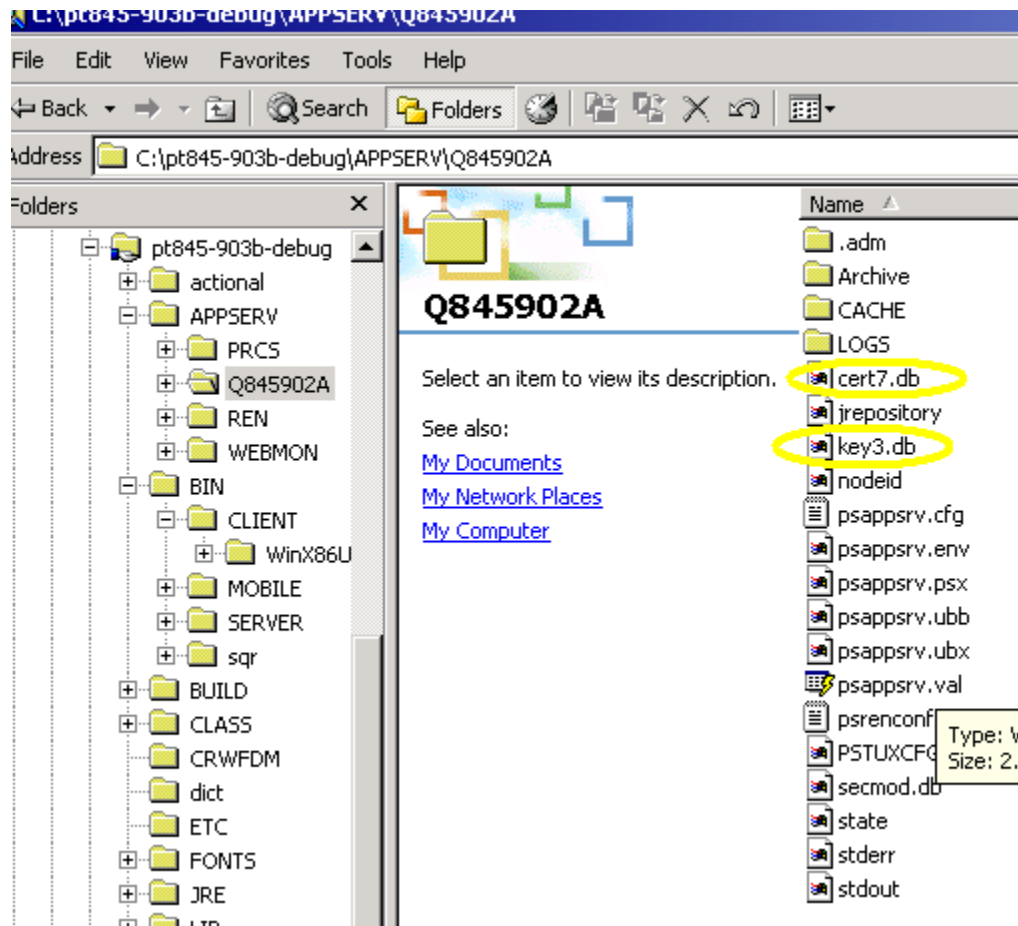 C:\pt845-903b-debug\APPSERV\Q845902A
File Edit View Favorites Tools Help
Back Search Folders
Address C:\pt845-903b-debug\APPSERV\Q845902A
Folders
pt845-903b-debug
actional
APPSERV
PRCS
Q845902A
REN
WEBMON
BIN
CLIENT
WinX86U
MOBILE
SERVER
sqr
BUILD
CLASS
CRWFDM
dict
ETC
FONTS
JRE
LIB
Q845902A
Select an item to view its description.
See also:
My Documents
My Network Places
My Computer
Name
.adm
Archive
CACHE
LOGS
cert7.db
jrepository
key3.db
nodeid
psappsrv.cfg
psappsrv.env
psappsrv.psx
psappsrv.ubb
psappsrv.ubx
psappsrv.val
psrenconf
PSTUXCFG
secmod.db
state
stderr
stdout
Type: W
Size: 2.